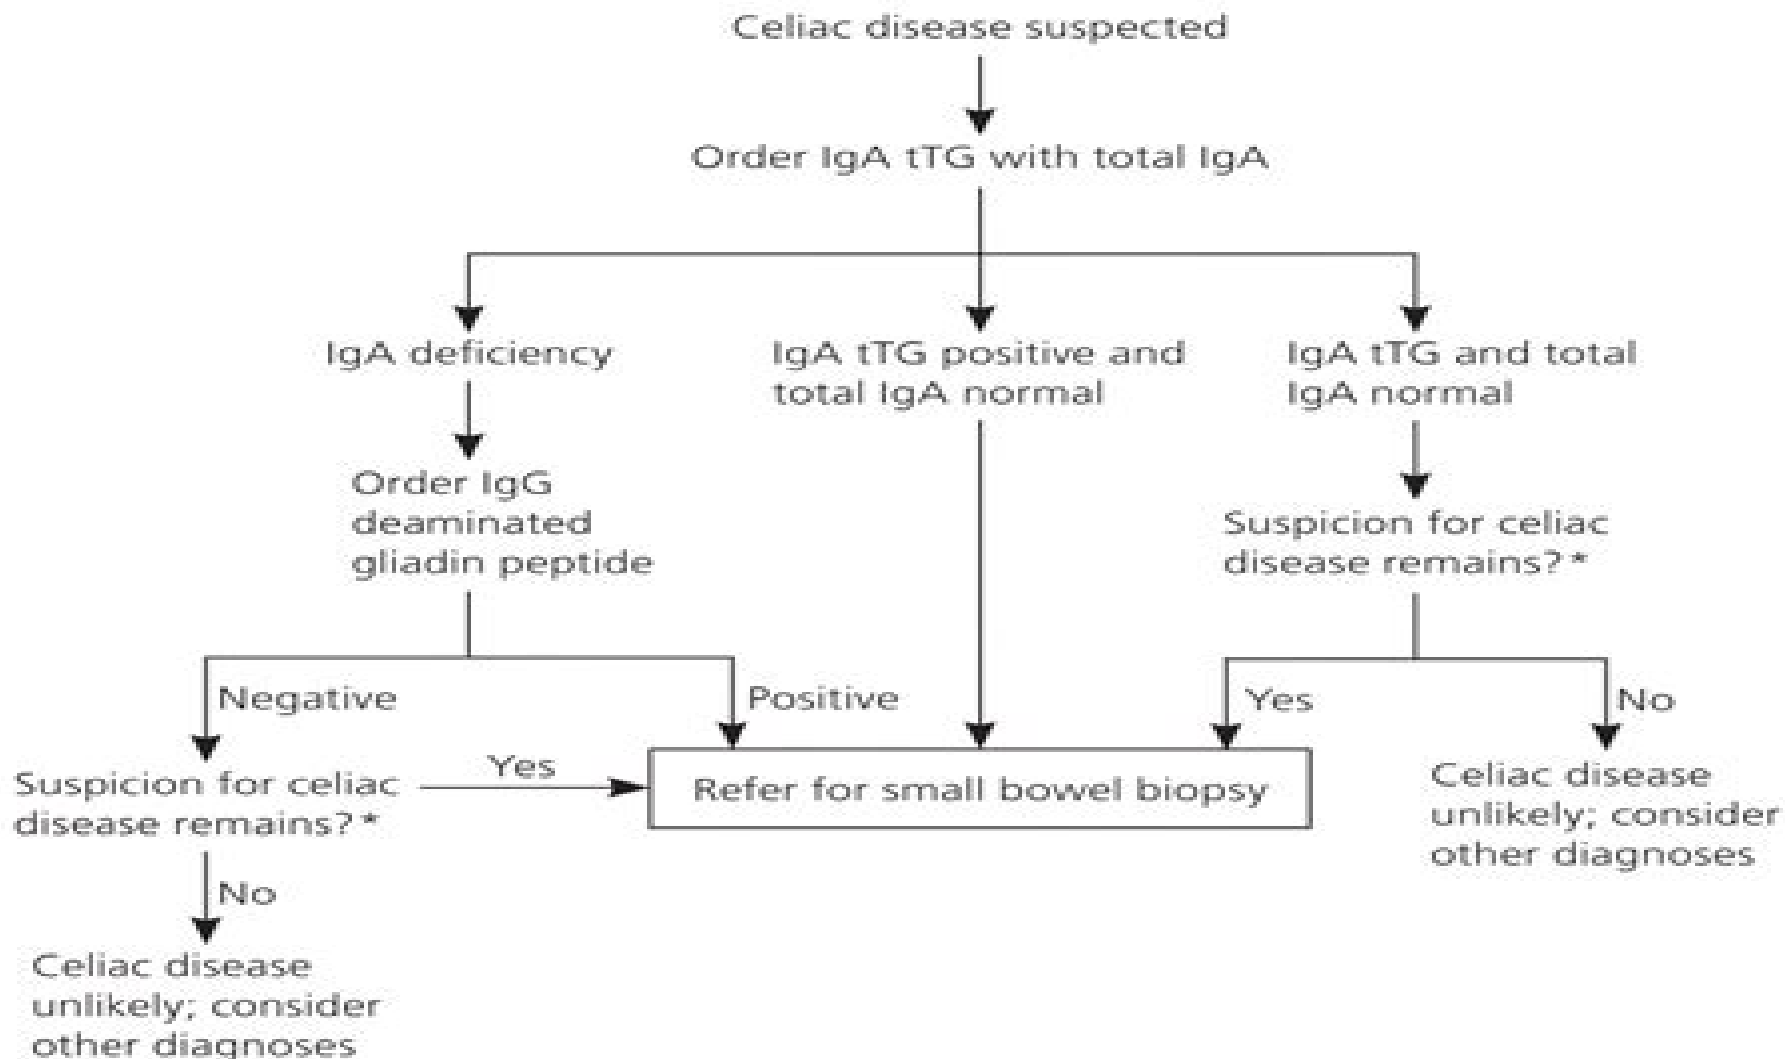 Celiac disease suspected
Order IgA tTG with total IgA
IgA deficiency
IgA tTG positive and
total IgA normal
IgA tTG and total
IgA normal
Order IgG
deaminated
gliadin peptide
Suspicion for celiac
disease remains?*
Negative
Positive
Yes
No
Suspicion for celiac
disease remains?*
Yes
Refer for small bowel biopsy
Celiac disease
unlikely; consider
other diagnoses
No
Celiac disease
unlikely; consider
other diagnoses